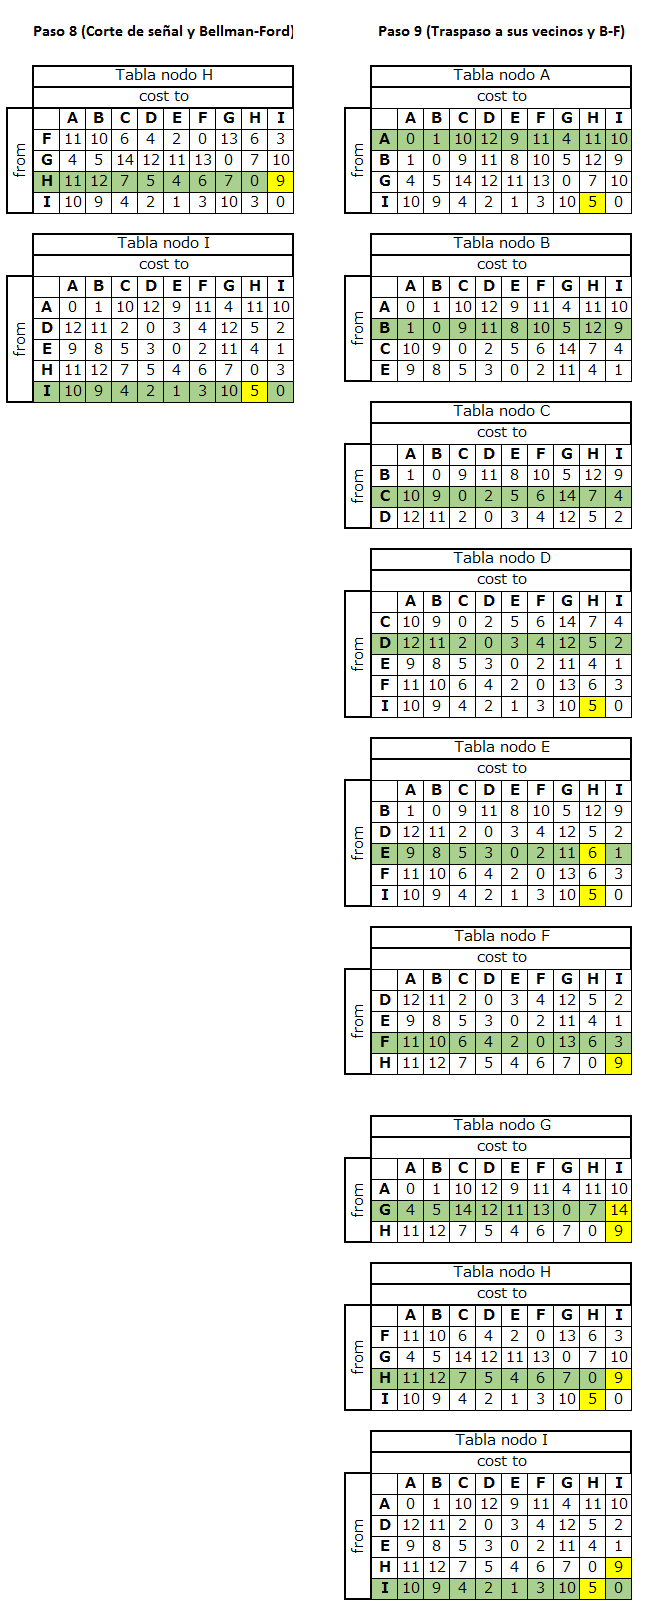 Paso 8 (Corte de señal y Bellman-Ford)
Tabla nodo H
cost to
from
A B C D E F G H I
F 11 10 6 4 2 0 13 6 3
G 4 5 14 12 11 13 0 7 10
H 11 12 7 5 4 6 7 0 9
I 10 9 4 2 1 3 10 3 0
Tabla nodo I
cost to
from
A B C D E F G H I
A 0 1 10 12 9 11 4 11 10
D 12 11 2 0 3 4 12 5 2
E 9 8 5 3 0 2 11 4 1
H 11 12 7 5 4 6 7 0 3
I 10 9 4 2 1 3 10 5 0
Paso 9 (Traspaso a sus vecinos y B-F)
Tabla nodo A
cost to
from
A B C D E F G H I
A 0 1 10 12 9 11 4 11 10
B 1 0 9 11 8 10 5 12 9
G 4 5 14 12 11 13 0 7 10
I 10 9 4 2 1 3 10 5 0
Tabla nodo B
cost to
from
A B C D E F G H I
A 0 1 10 12 9 11 4 11 10
B 1 0 9 11 8 10 5 12 9
C 10 9 0 2 5 6 14 7 4
E 9 8 5 3 0 2 11 4 1
Tabla nodo C
cost to
from
A B C D E F G H I
B 1 0 9 11 8 10 5 12 9
C 10 9 0 2 5 6 14 7 4
D 12 11 2 0 3 4 12 5 2
Tabla nodo D
cost to
from
A B C D E F G H I
C 10 9 0 2 5 6 14 7 4
D 12 11 2 0 3 4 12 5 2
E 9 8 5 3 0 2 11 4 1
F 11 10 6 4 2 0 13 6 3
I 10 9 4 2 1 3 10 5 0
Tabla nodo E
cost to
from
A B C D E F G H I
B 1 0 9 11 8 10 5 12 9
D 12 11 2 0 3 4 12 5 2
E 9 8 5 3 0 2 11 6 1
F 11 10 6 4 2 0 13 6 3
I 10 9 4 2 1 3 10 5 0
Tabla nodo F
cost to
from
A B C D E F G H I
D 12 11 2 0 3 4 12 5 2
E 9 8 5 3 0 2 11 4 1
F 11 10 6 4 2 0 13 6 3
H 11 12 7 5 4 6 7 0 9
Tabla nodo G
cost to
from
A B C D E F G H I
A 0 1 10 12 9 11 4 11 10
G 4 5 14 12 11 13 0 7 14
H 11 12 7 5 4 6 7 0 9
Tabla nodo H
cost to
from
A B C D E F G H I
F 11 10 6 4 2 0 13 6 3
G 4 5 14 12 11 13 0 7 10
H 11 12 7 5 4 6 7 0 9
I 10 9 4 2 1 3 10 5 0
Tabla nodo I
cost to
from
A B C D E F G H I
A 0 1 10 12 9 11 4 11 10
D 12 11 2 0 3 4 12 5 2
E 9 8 5 3 0 2 11 4 1
H 11 12 7 5 4 6 7 0 9
I 10 9 4 2 1 3 10 5 0